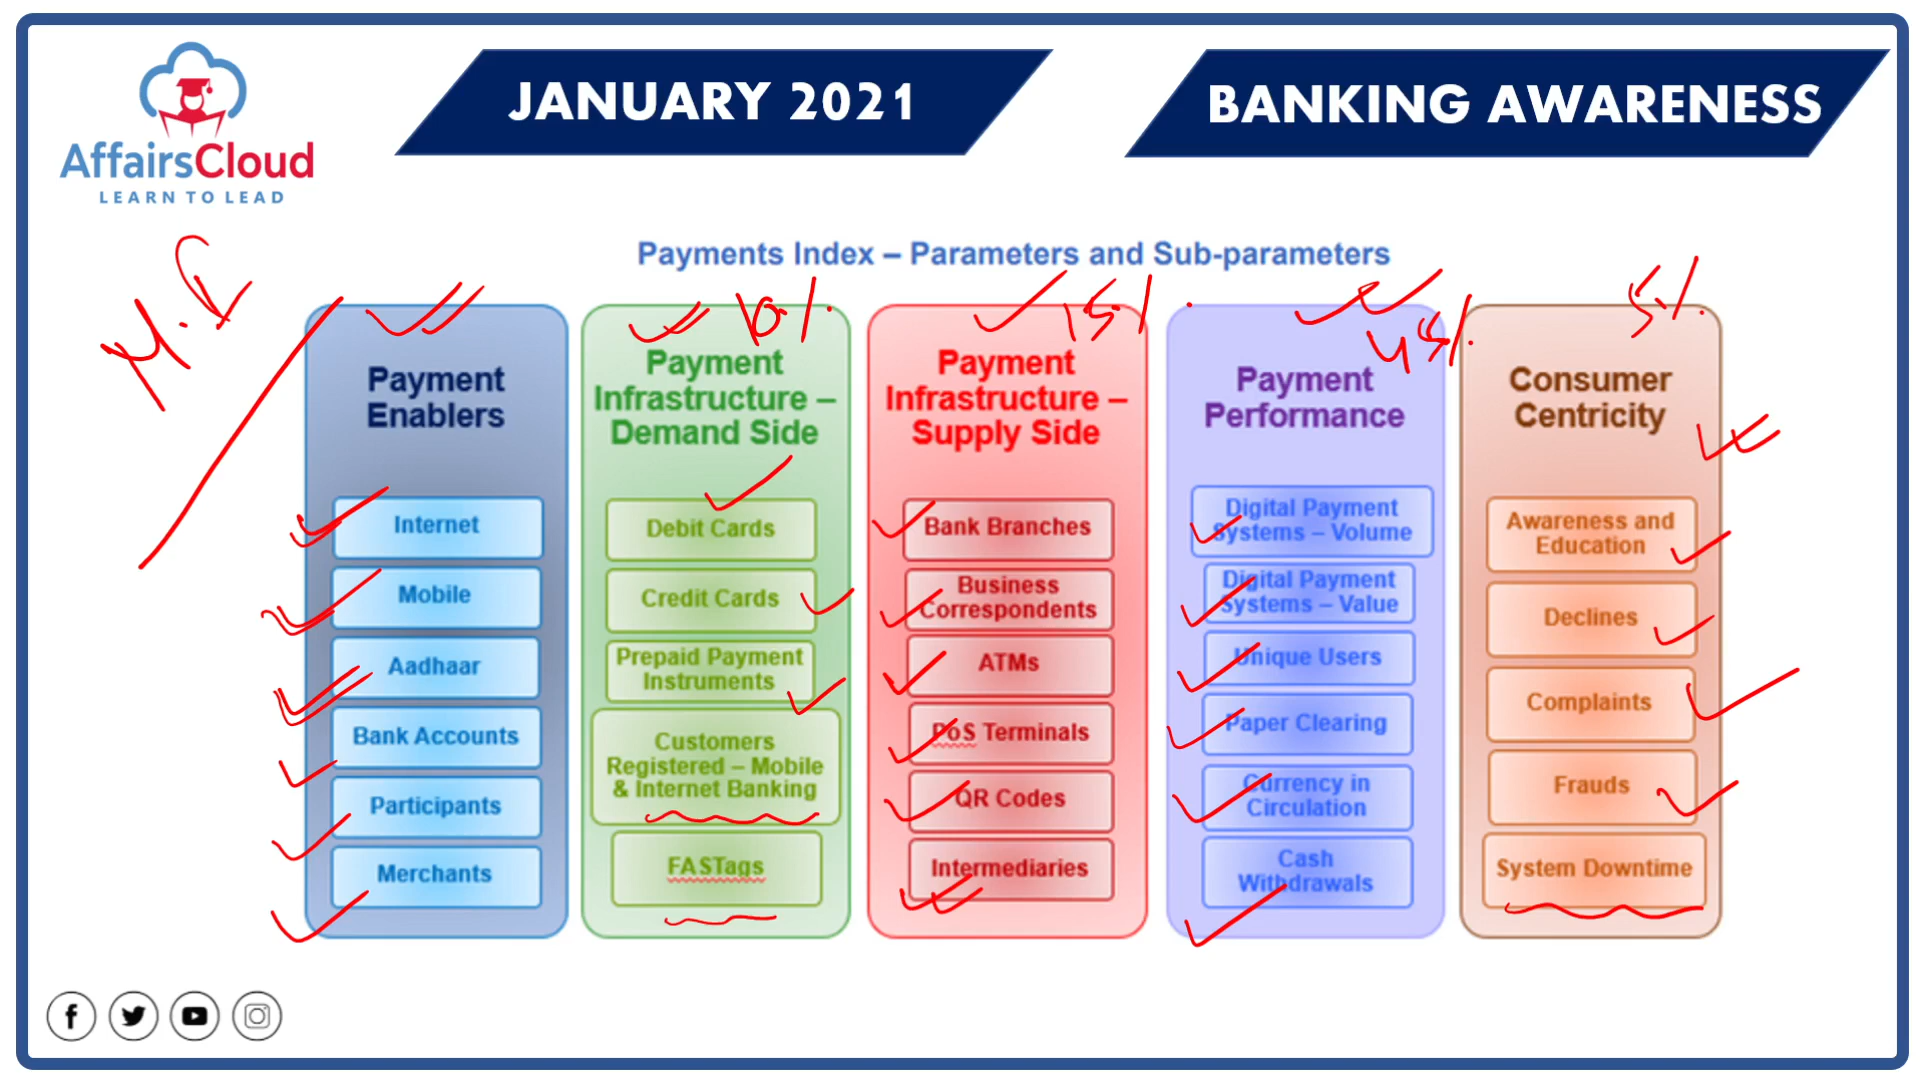 AffairsCloud
LEARN TO LEAD
JANUARY 2021
BANKING AWARENESS
Payments Index – Parameters and Sub-parameters
10%.
15%.
45%.
5%.
Payment
Enablers
Internet
Mobile
Aadhaar
Bank Accounts
Participants
Merchants
Payment
Infrastructure –
Demand Side
Debit Cards
Credit Cards
Prepaid Payment
Instruments
Customers
Registered – Mobile
& Internet Banking
FASTags
Payment
Infrastructure –
Supply Side
Bank Branches
Business
Correspondents
ATMs
PoS Terminals
QR Codes
Intermediaries
Payment
Performance
Digital Payment
Systems – Volume
Digital Payment
Systems – Value
Unique Users
Paper Clearing
Currency in
Circulation
Cash
Withdrawals
Consumer
Centricity
Awareness and
Education
Declines
Complaints
Frauds
System Downtime